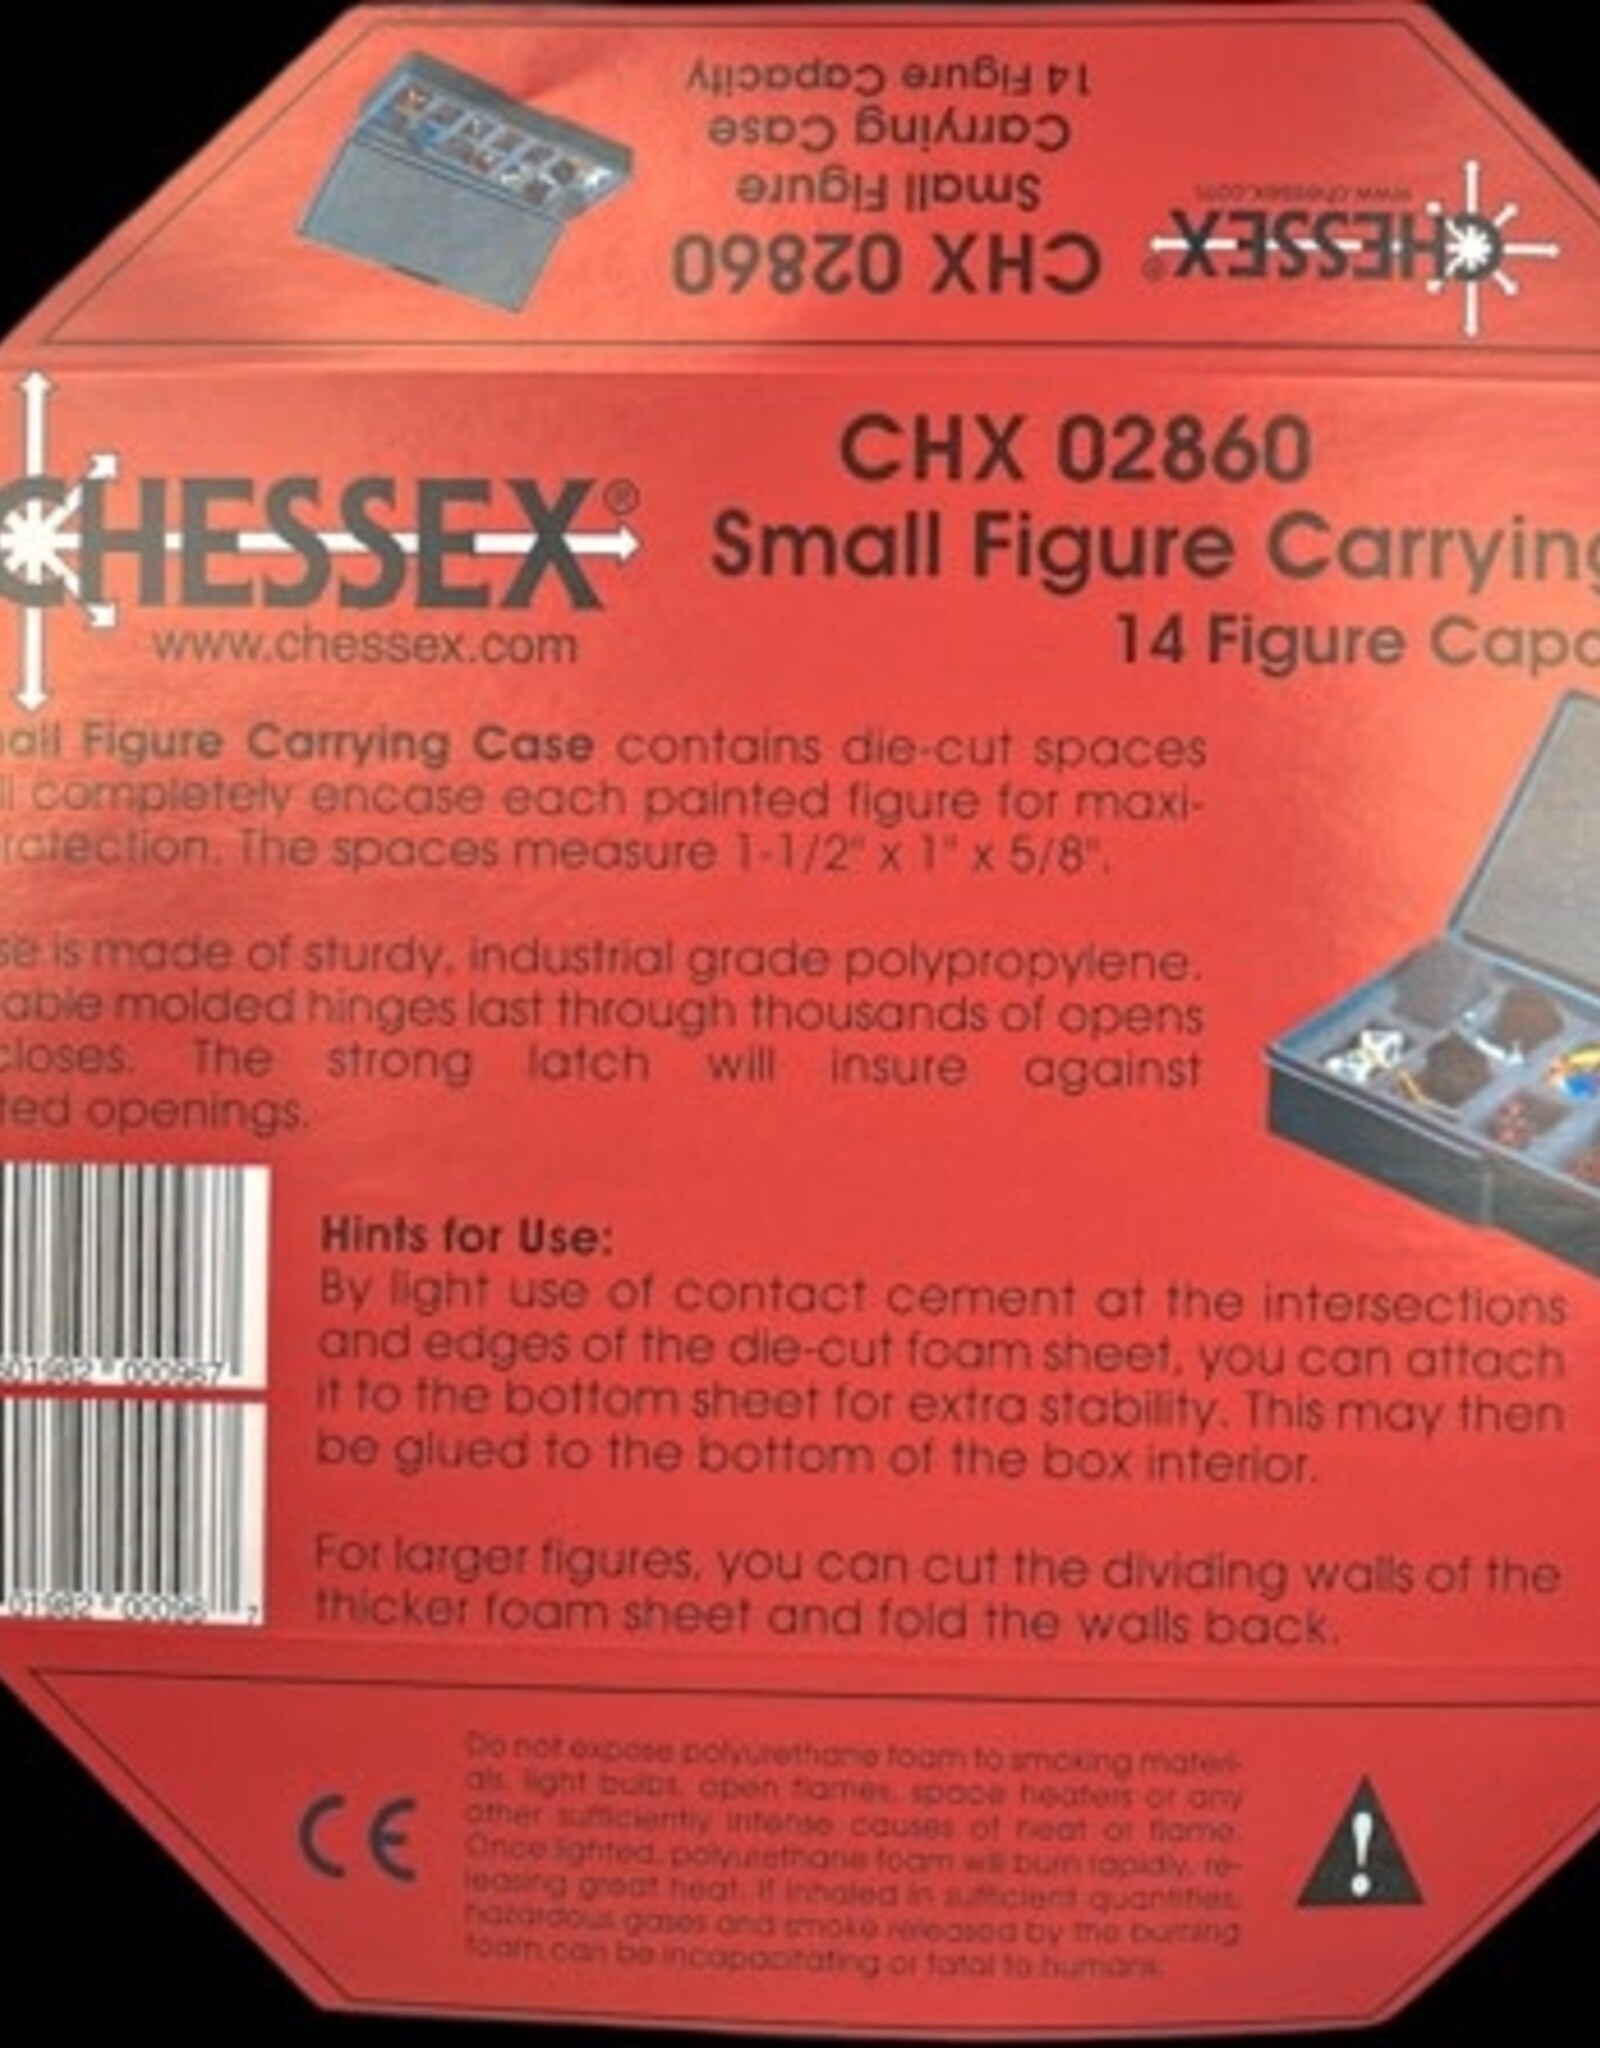 14 Figure Capacity
Carrying Case
Small Figure
CHX 02860
www.chessex.com
CHESSEX®
CHX 02860
CHESSEX®
Small Figure Carrying
www.chessex.com
14 Figure Capa
all Figure Carrying Case contains die-cut spaces
ll completely encase each painted figure for maxi-
rotection. The spaces measure 1-1/2" x 1" x 5/8".
se is made of sturdy, industrial grade polypropylene.
able molded hinges last through thousands of opens
closes. The strong latch will insure against
ted openings.
Hints for Use:
By light use of contact cement at the intersections
and edges of the die-cut foam sheet, you can attach
it to the bottom sheet for extra stability. This may then
be glued to the bottom of the box interior.
01982 000967
For larger figures, you can cut the dividing walls of the
thicker foam sheet and fold the walls back.
01982 00096 7
Do not expose polyurethane foam to smoking materi-
als, light bulbs, open flames, space heaters or any
other sufficiently intense causes of heat or flame.
Once lighted, polyurethane foam will burn rapidly, re-
leasing great heat. If inhaled in sufficient quantities,
hazardous gases and smoke released by the burning
foam can be incapacitating or fatal to humans.
CE
!